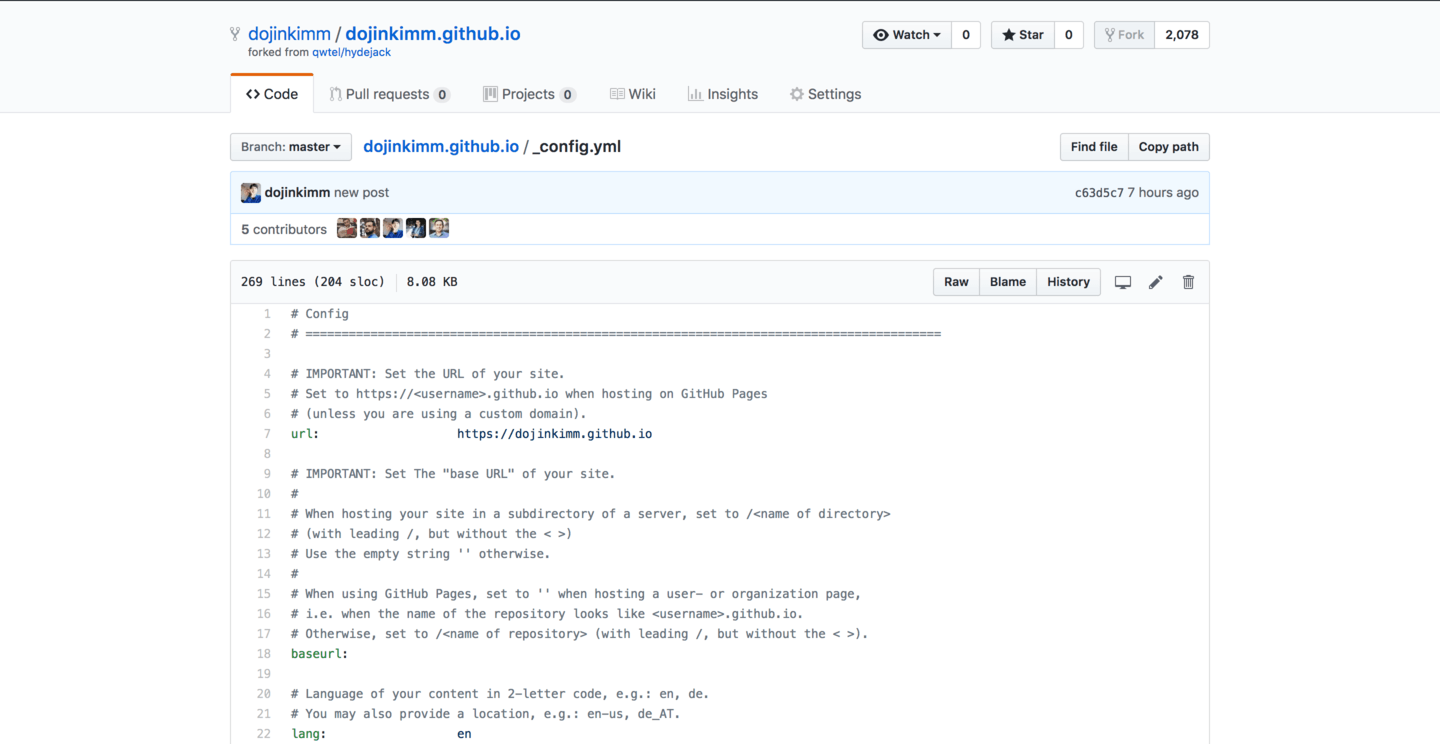 dojinkimm / dojinkimm.github.io
forked from qwtel/hydejack
Watch 0 Star 0 Fork 2,078
Code Pull requests 0 Projects 0 Wiki Insights Settings
Branch: master dojinkimm.github.io / _config.yml Find file Copy path
dojinkimm new post c63d5c7 7 hours ago
5 contributors
269 lines (204 sloc) 8.08 KB Raw Blame History
1 # Config
2 # ========================================================================================
3
4 # IMPORTANT: Set the URL of your site.
5 # Set to https://<username>.github.io when hosting on GitHub Pages
6 # (unless you are using a custom domain).
7 url: https://dojinkimm.github.io
8
9 # IMPORTANT: Set The "base URL" of your site.
10 #
11 # When hosting your site in a subdirectory of a server, set to /<name of directory>
12 # (with leading /, but without the < >)
13 # Use the empty string '' otherwise.
14 #
15 # When using GitHub Pages, set to '' when hosting a user- or organization page,
16 # i.e. when the name of the repository looks like <username>.github.io.
17 # Otherwise, set to /<name of repository> (with leading /, but without the < >).
18 baseurl:
19
20 # Language of your content in 2-letter code, e.g.: en, de.
21 # You may also provide a location, e.g.: en-us, de_AT.
22 lang: en